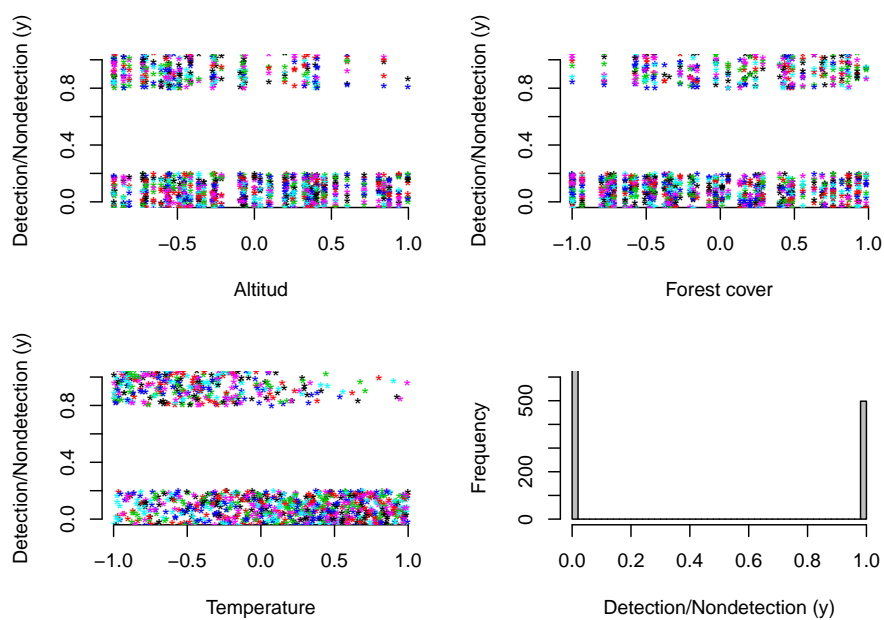 Detection/Nondetection (y)
0.0 0.4 0.8
−0.5 0.0 0.5 1.0
Altitud
Detection/Nondetection (y)
0.0 0.4 0.8
−1.0 −0.5 0.0 0.5 1.0
Forest cover
Detection/Nondetection (y)
0.0 0.4 0.8
−1.0 −0.5 0.0 0.5 1.0
Temperature
Frequency
0 200 500
0.0 0.2 0.4 0.6 0.8 1.0
Detection/Nondetection (y)